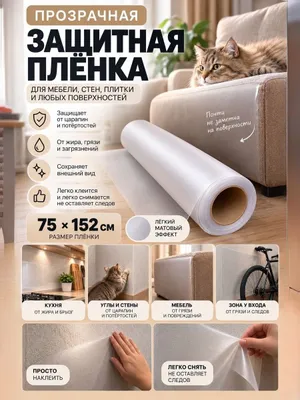 ПРОЗРАЧНАЯ
ЗАЩИТНАЯ
ПЛЁНКА
ДЛЯ МЕБЕЛИ, СТЕН, ПЛИТКИ
И ЛЮБЫХ ПОВЕРХНОСТЕЙ
Почти
не заметна
на поверхности
Защищает
от царапин
и потёртостей
От жира, грязи
и загрязнений
Сохраняет
внешний вид
Легко клеится
и легко снимается
не оставляет следов
75 × 152 см
РАЗМЕР ПЛЁНКИ
ЛЁГКИЙ
МАТОВЫЙ
ЭФФЕКТ
КУХНЯ
ОТ ЖИРА И БРЫЗГ
УГЛЫ И СТЕНЫ
ОТ ЦАРАПИН
И ПОТЁРТОСТЕЙ
МЕБЕЛЬ
ОТ ГРЯЗИ
И ПОВРЕЖДЕНИЙ
ЗОНА У ВХОДА
ОТ ГРЯЗИ И СЛЕДОВ
ПРОСТО
НАКЛЕИТЬ
ЛЕГКО СНЯТЬ
НЕ ОСТАВЛЯЕТ
СЛЕДОВ